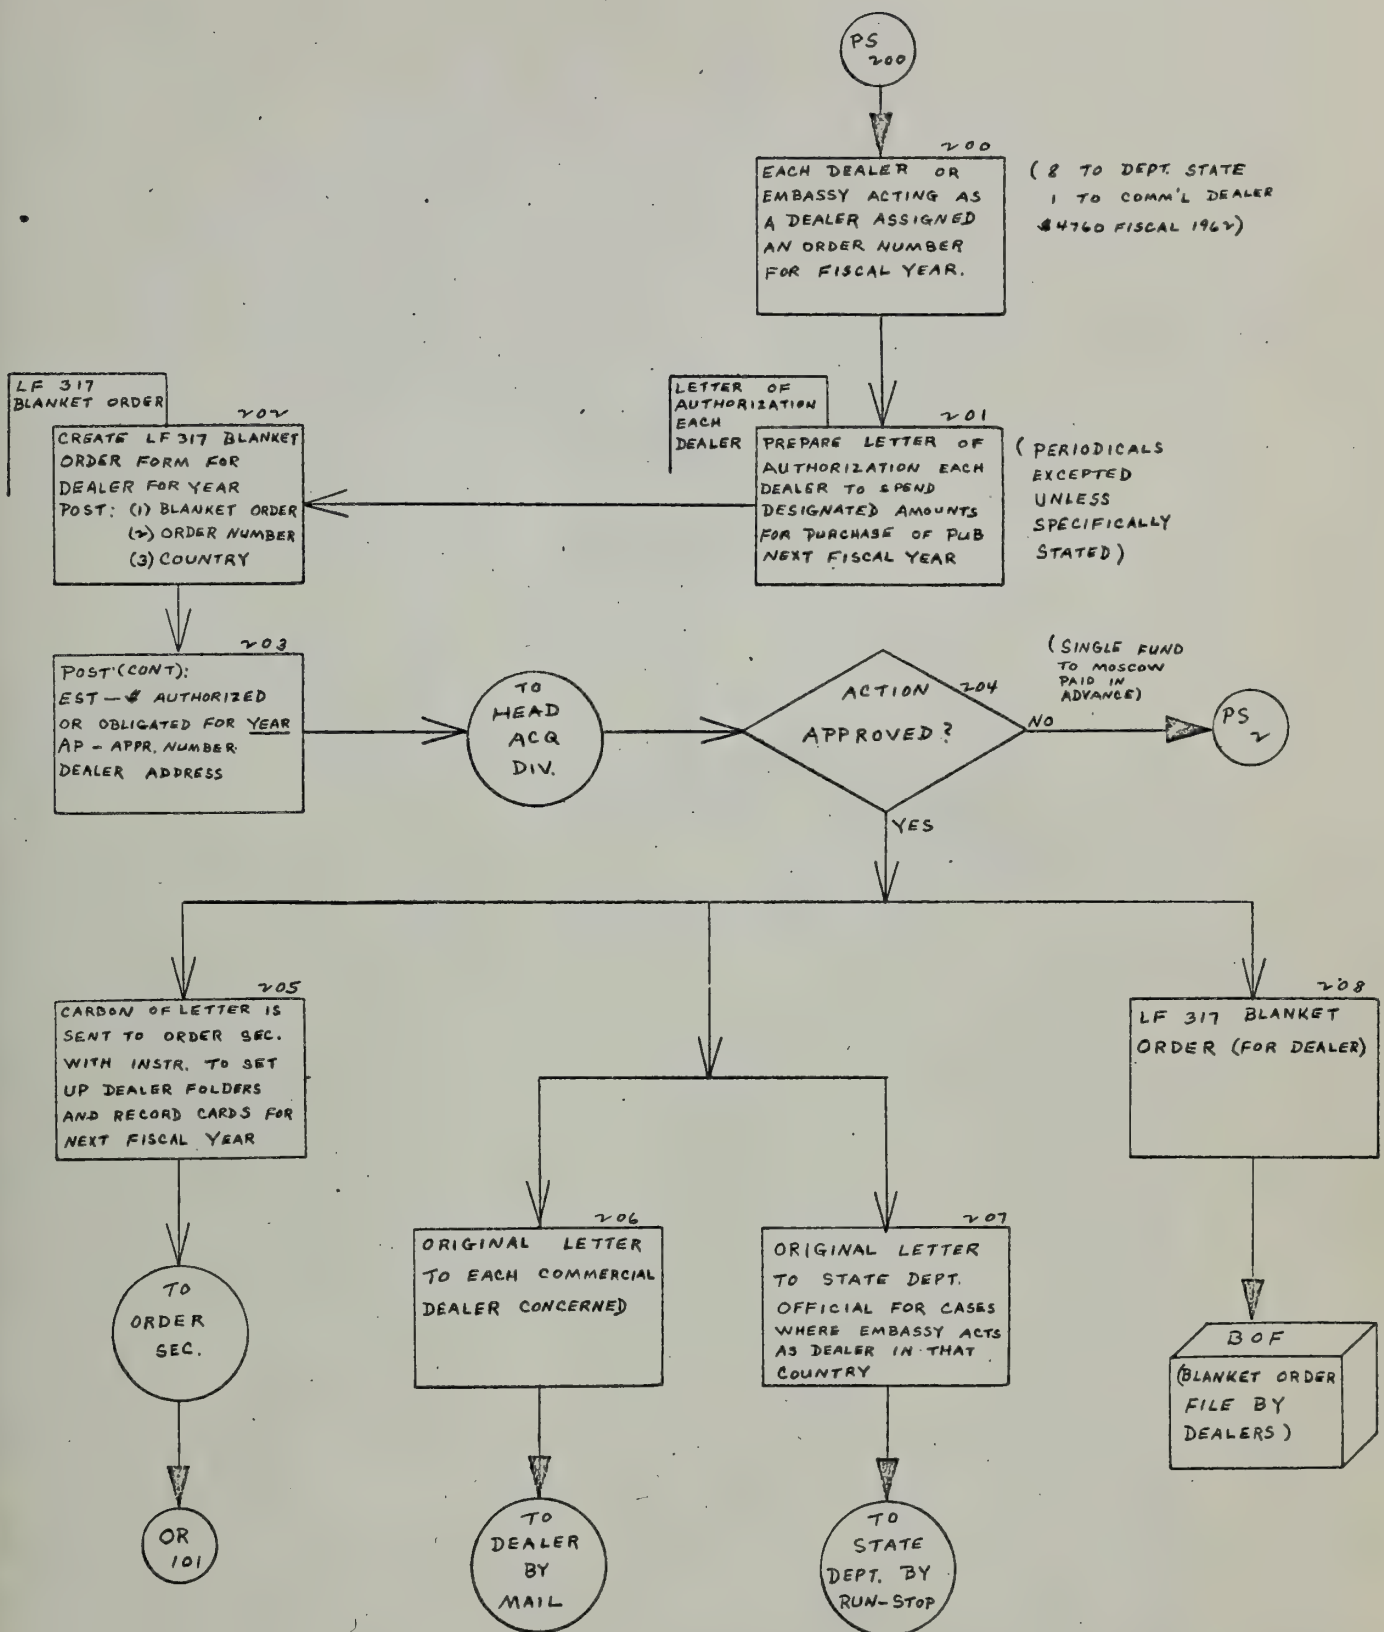 PS
200
200
EACH DEALER OR
EMBASSY ACTING AS
A DEALER ASSIGNED
AN ORDER NUMBER
FOR FISCAL YEAR.
( 8 TO DEPT. STATE
1 TO COMM'L DEALER
$4760 FISCAL 1962)
LETTER OF
AUTHORIZATION
EACH
DEALER
201
PREPARE LETTER OF
AUTHORIZATION EACH
DEALER TO SPEND
DESIGNATED AMOUNTS
FOR PURCHASE OF PUB
NEXT FISCAL YEAR
( PERIODICALS
EXCEPTED
UNLESS
SPECIFICALLY
STATED )
LF 317
BLANKET ORDER
202
CREATE LF 317 BLANKET
ORDER FORM FOR
DEALER FOR YEAR
POST: (1) BLANKET ORDER
(2) ORDER NUMBER
(3) COUNTRY
203
POST (CONT):
EST - $ AUTHORIZED
OR OBLIGATED FOR YEAR
AP - APPR. NUMBER
DEALER ADDRESS
TO
HEAD
ACQ
DIV.
204
ACTION
APPROVED ?
(SINGLE FUND
TO MOSCOW
PAID IN
ADVANCE)
NO
PS
2
YES
205
CARBON OF LETTER IS
SENT TO ORDER SEC.
WITH INSTR. TO SET
UP DEALER FOLDERS
AND RECORD CARDS FOR
NEXT FISCAL YEAR
TO
ORDER
SEC.
OR
101
206
ORIGINAL LETTER
TO EACH COMMERCIAL
DEALER CONCERNED
TO
DEALER
BY
MAIL
207
ORIGINAL LETTER
TO STATE DEPT.
OFFICIAL FOR CASES
WHERE EMBASSY ACTS
AS DEALER IN THAT
COUNTRY
TO
STATE
DEPT. BY
RUN-STOP
208
LF 317 BLANKET
ORDER (FOR DEALER)
BOF
(BLANKET ORDER
FILE BY
DEALERS )